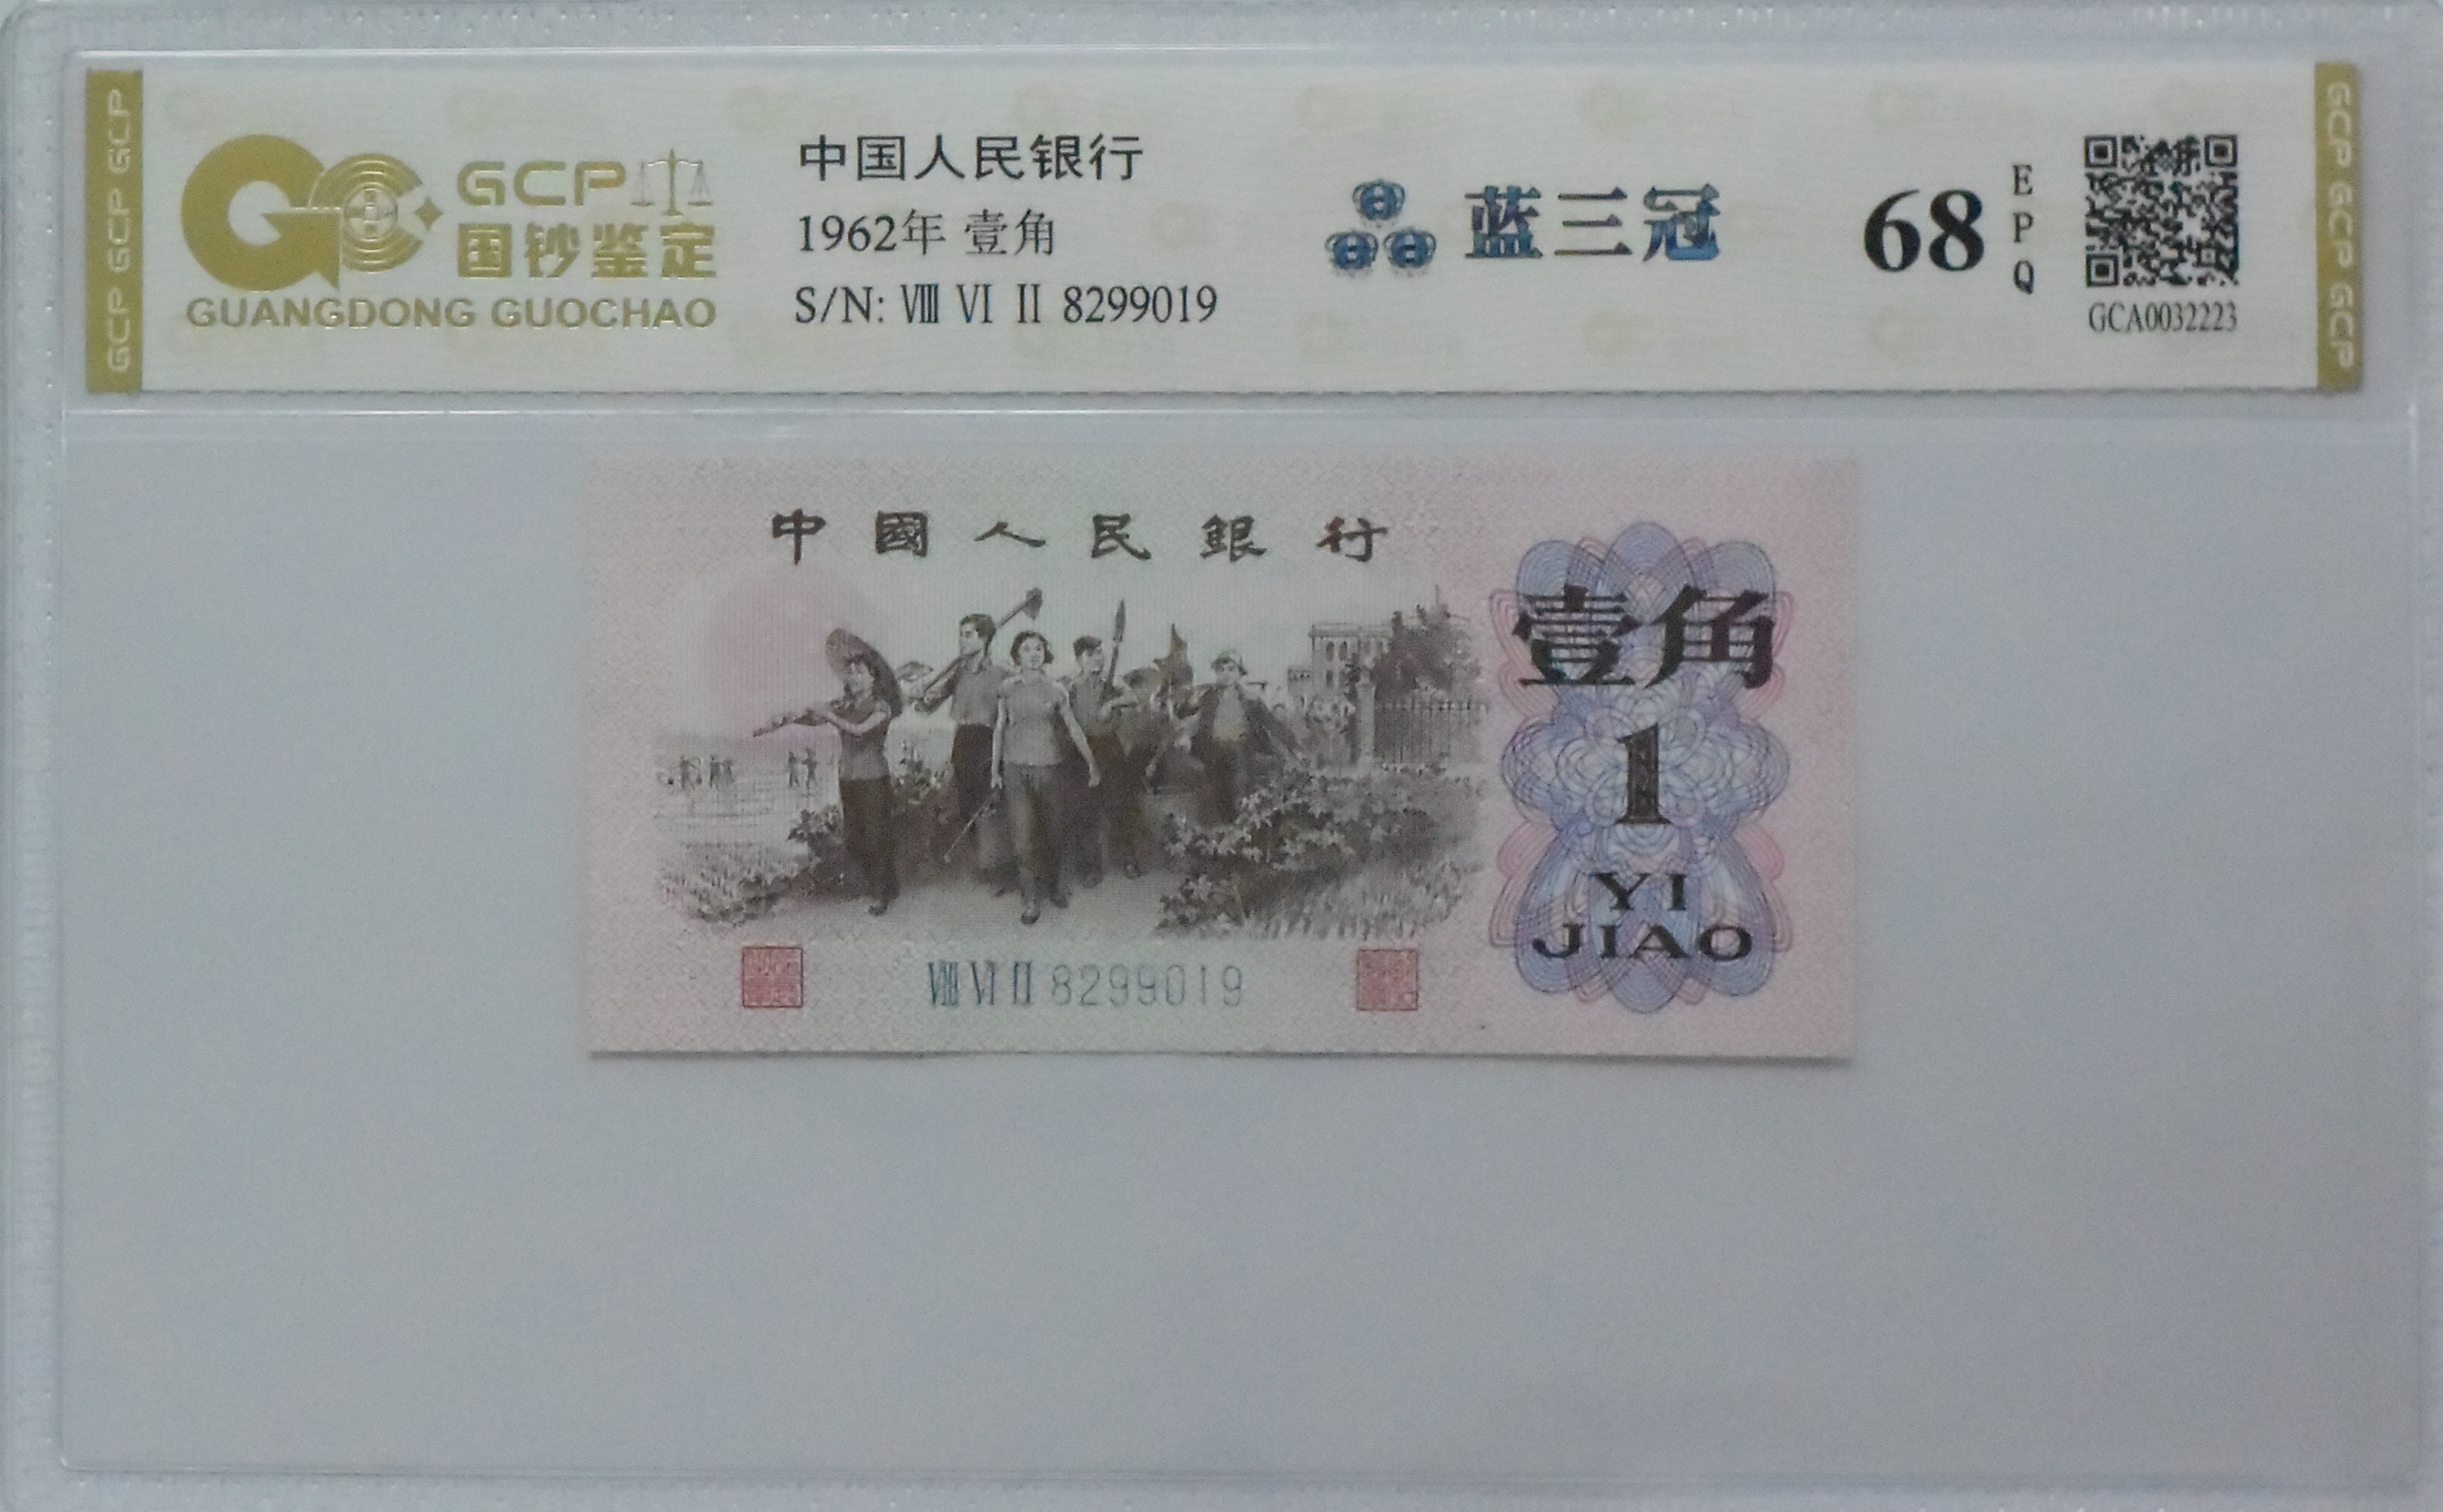 GCP GCP GCP
GCP
国钞鉴定
GUANGDONG GUOCHAO
中国人民银行
1962年 壹角
S/N: Ⅷ Ⅵ Ⅱ 8299019
蓝三冠
68
EPQ
GCA0032223
GCP GCP GCP
中國人民銀行
壹角
1
YI
JIAO
Ⅷ Ⅵ Ⅱ 8299019